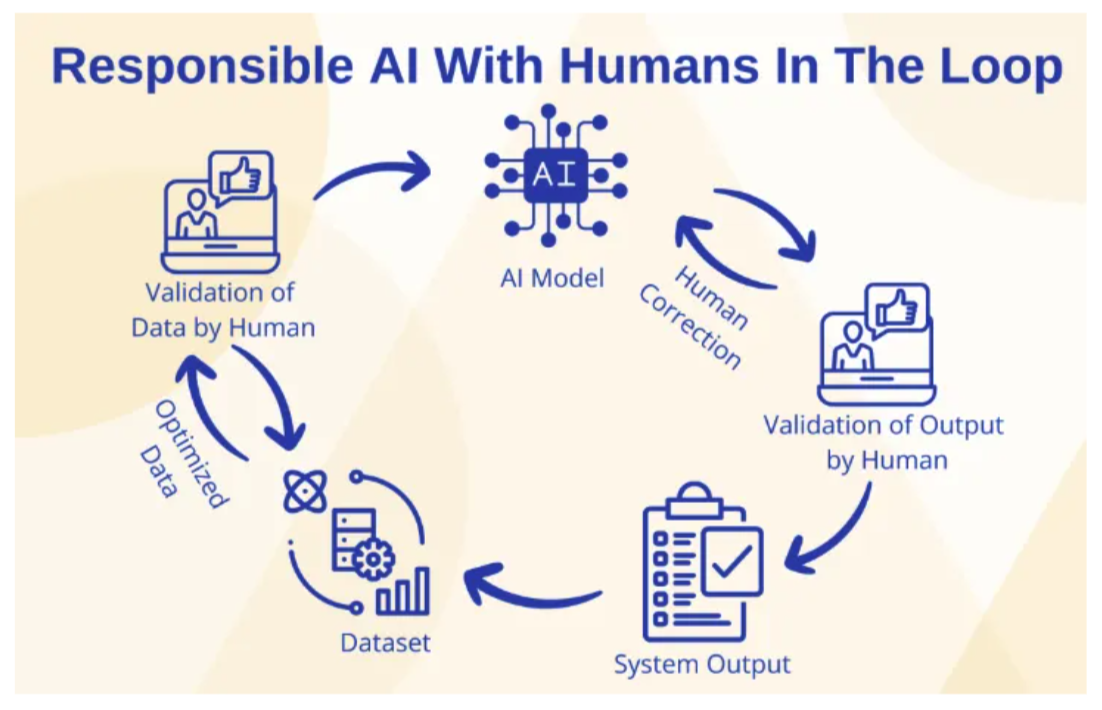 Responsible AI With Humans In The Loop
AI
AI Model
Validation of
Data by Human
Human
Correction
Validation of Output
by Human
Optimized
Data
Dataset
System Output